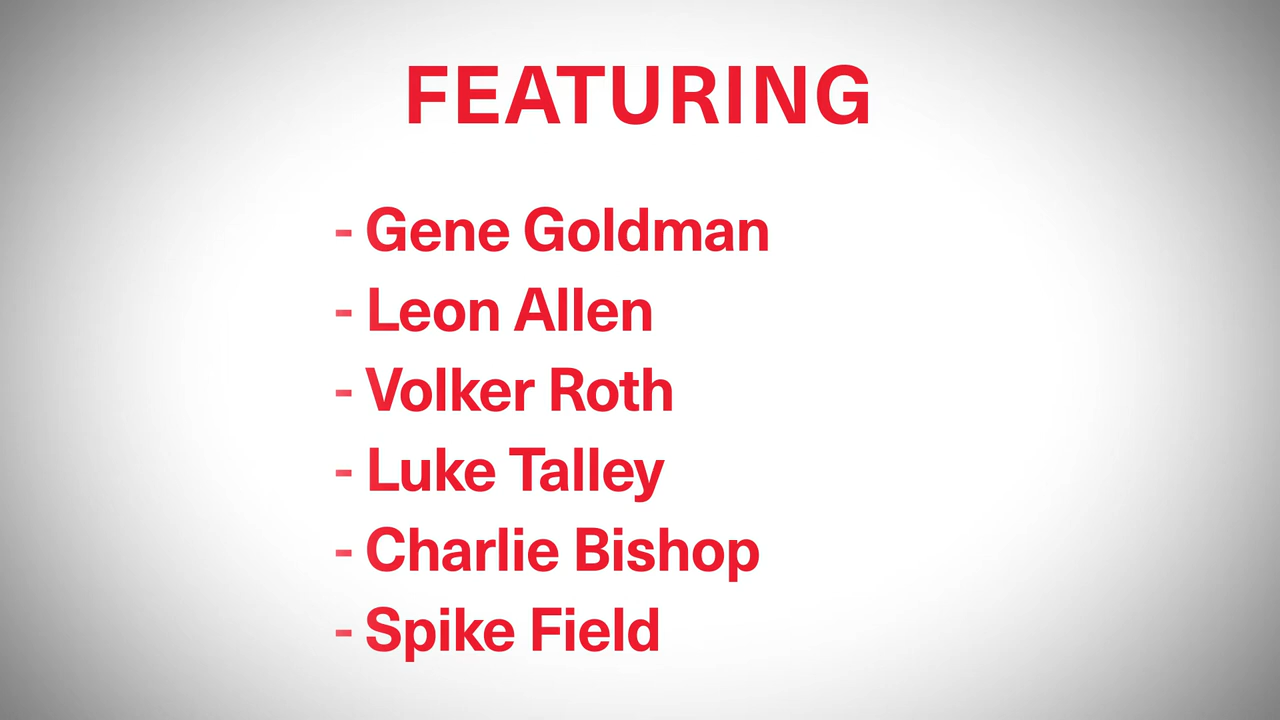 FEATURING
- Gene Goldman
- Leon Allen
- Volker Roth
- Luke Talley
- Charlie Bishop
- Spike Field